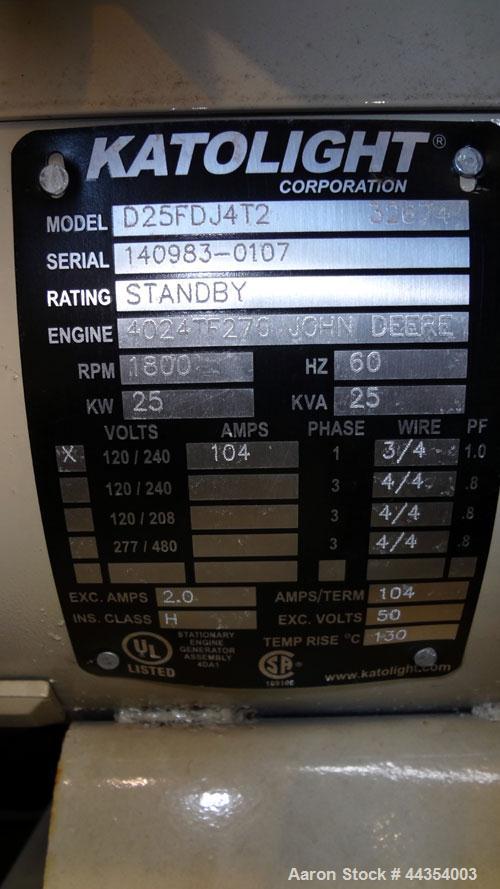 KATOLIGHT®
CORPORATION
MODEL D25FDJ4T2
SERIAL 140983-0107
RATING STANDBY
ENGINE 4024TF270 JOHN DEERE
RPM 1800 HZ 60
KW 25 KVA 25
VOLTS AMPS PHASE WIRE PF
X 120 / 240 104 1 3/4 1.0
120 / 240 3 4/4 .8
120 / 208 3 4/4 .8
277 / 480 3 4/4 .8
EXC. AMPS 2.0 AMPS/TERM 104
INS. CLASS H EXC. VOLTS 50
TEMP RISE °C 130
UL
LISTED
STATIONARY
ENGINE
GENERATOR
ASSEMBLY
4DA1
SA
www.katolight.com
Aaron Stock # 44354003